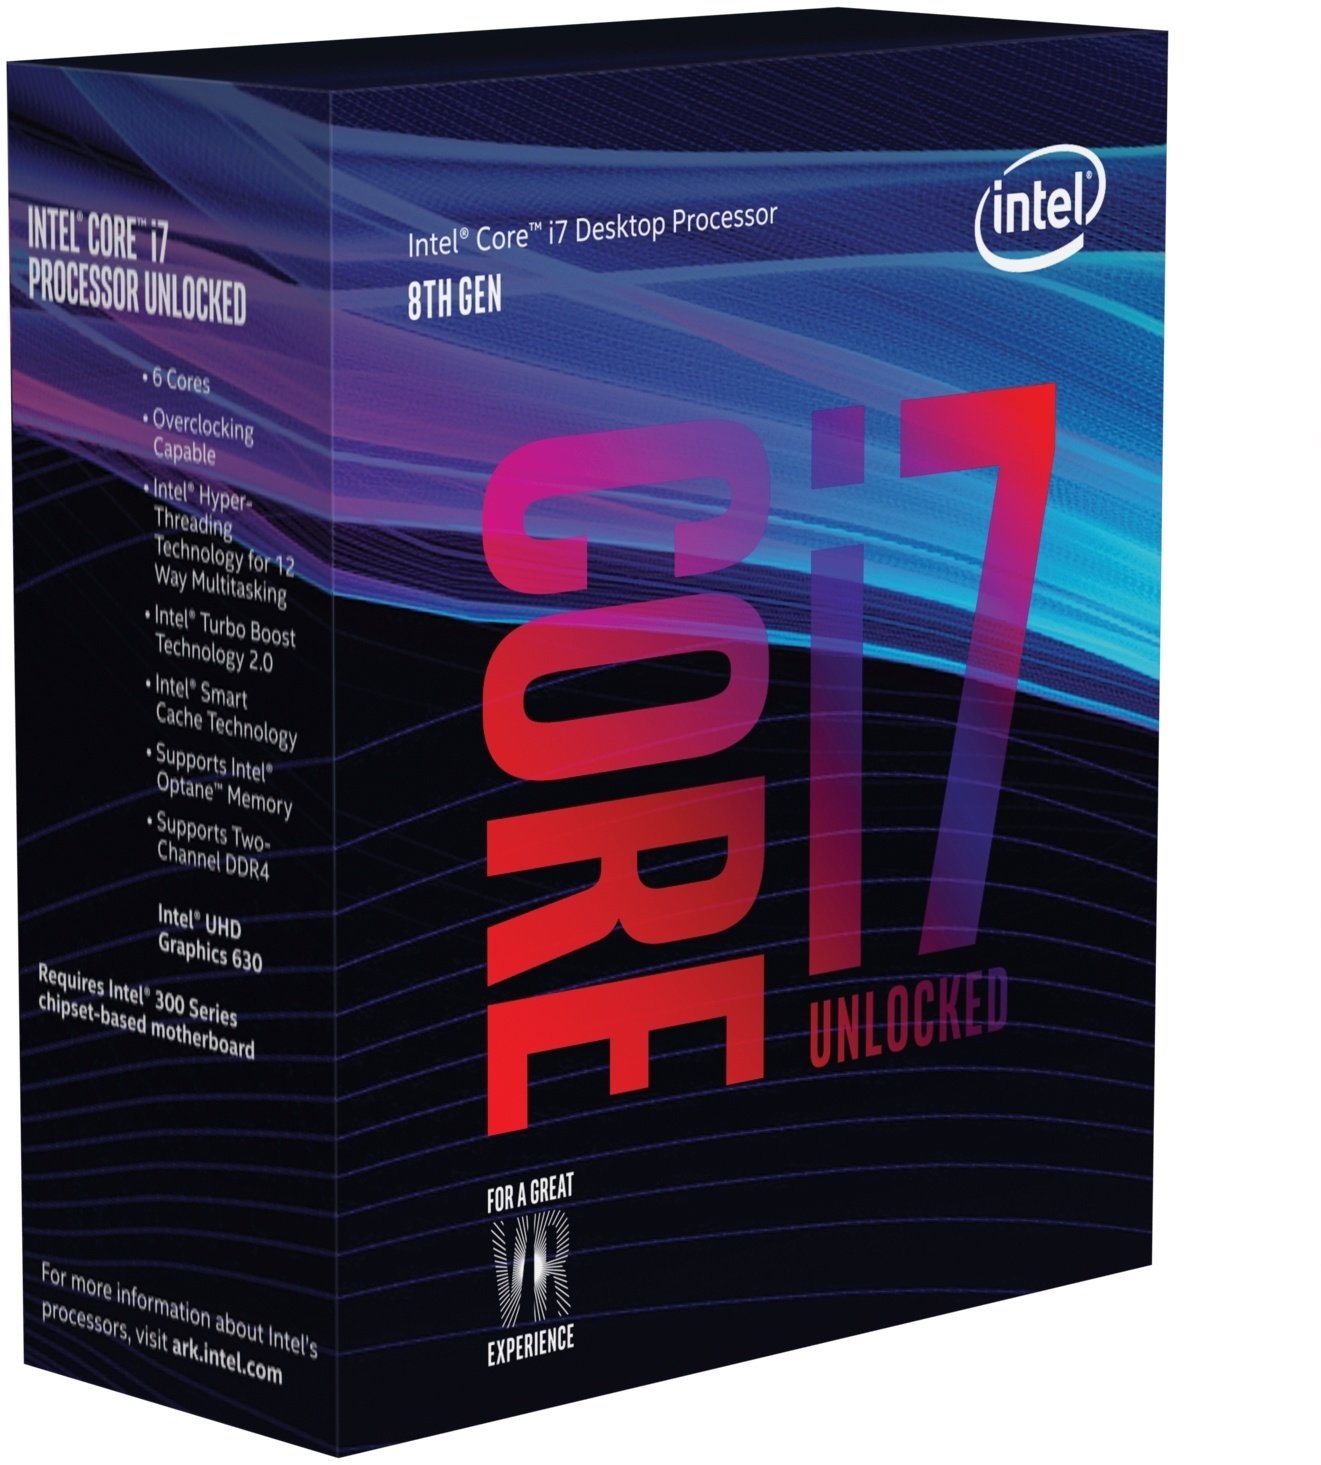 INTEL® CORE™ i7
PROCESSOR UNLOCKED
• 6 Cores
• Overclocking
Capable
• Intel® Hyper-
Threading
Technology for 12
Way Multitasking
• Intel® Turbo Boost
Technology 2.0
• Intel® Smart
Cache Technology
• Supports Intel®
Optane™ Memory
• Supports Two-
Channel DDR4
Intel® UHD
Graphics 630
Requires Intel® 300 Series
chipset-based motherboard
For more information about Intel's
processors, visit ark.intel.com
Intel® Core™ i7 Desktop Processor
8TH GEN
intel®
CORE
i7
UNLOCKED
FOR A GREAT
VR
EXPERIENCE